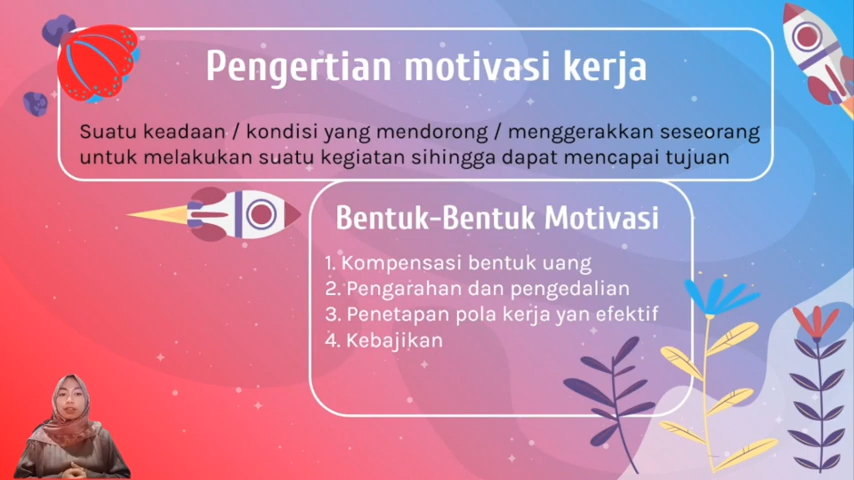 Pengertian motivasi kerja
Suatu keadaan / kondisi yang mendorong / menggerakkan seseorang
untuk melakukan suatu kegiatan sihingga dapat mencapai tujuan
Bentuk-Bentuk Motivasi
1. Kompensasi bentuk uang
2. Pengarahan dan pengedalian
3. Penetapan pola kerja yan efektif
4. Kebajikan